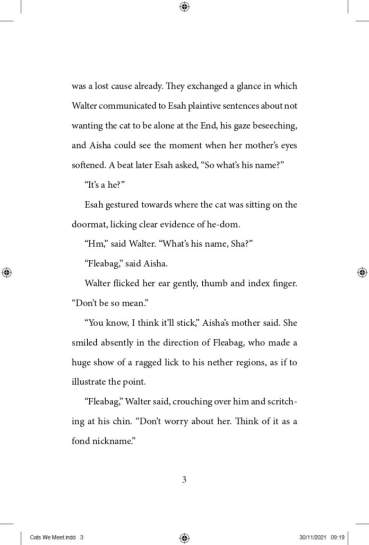 was a lost cause already. They exchanged a glance in which
Walter communicated to Esah plaintive sentences about not
wanting the cat to be alone at the End, his gaze beseeching,
and Aisha could see the moment when her mother’s eyes
softened. A beat later Esah asked, “So what’s his name?”
“It’s a he?”
Esah gestured towards where the cat was sitting on the
doormat, licking clear evidence of he-dom.
“Hm,” said Walter. “What’s his name, Sha?”
“Fleabag,” said Aisha.
Walter flicked her ear gently, thumb and index finger.
“Don’t be so mean.”
“You know, I think it’ll stick,” Aisha’s mother said. She
smiled absently in the direction of Fleabag, who made a
huge show of a ragged lick to his nether regions, as if to
illustrate the point.
“Fleabag,” Walter said, crouching over him and scritch-
ing at his chin. “Don’t worry about her. Think of it as a
fond nickname.”
3
Cats We Meet.indd 3
30/11/2021 09:19